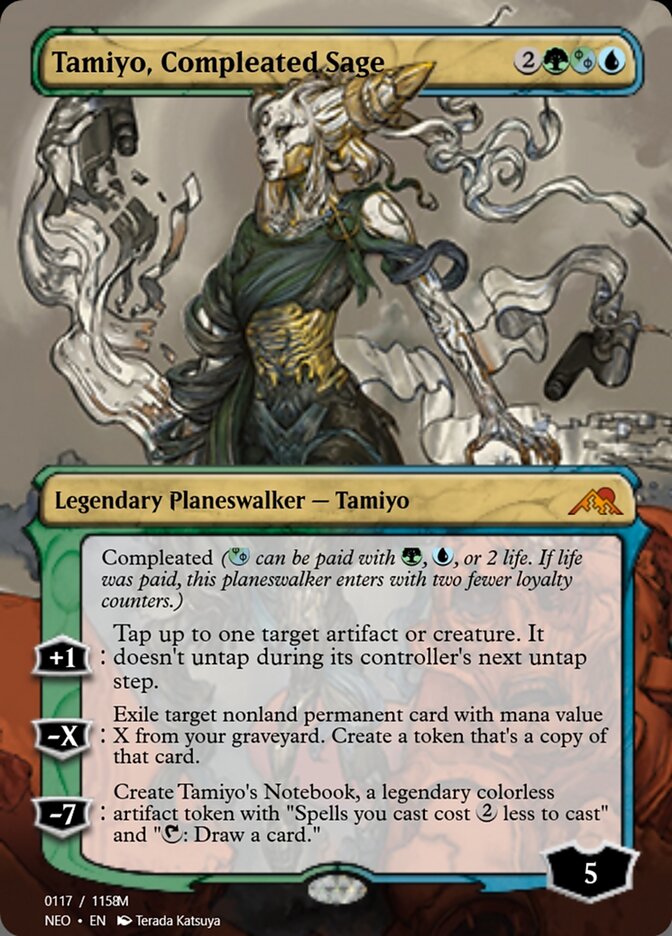 Tamiyo, Compleated Sage 2
Legendary Planeswalker — Tamiyo
Compleated ( can be paid with , , or 2 life. If life
was paid, this planeswalker enters with two fewer loyalty
counters.)
Tap up to one target artifact or creature. It
+1 : doesn't untap during its controller's next untap
step.
Exile target nonland permanent card with mana value
-X : X from your graveyard. Create a token that's a copy of
that card.
Create Tamiyo's Notebook, a legendary colorless
-7 : artifact token with "Spells you cast cost 2 less to cast"
and ": Draw a card."
5
0117 / 1158M
NEO • EN Terada Katsuya